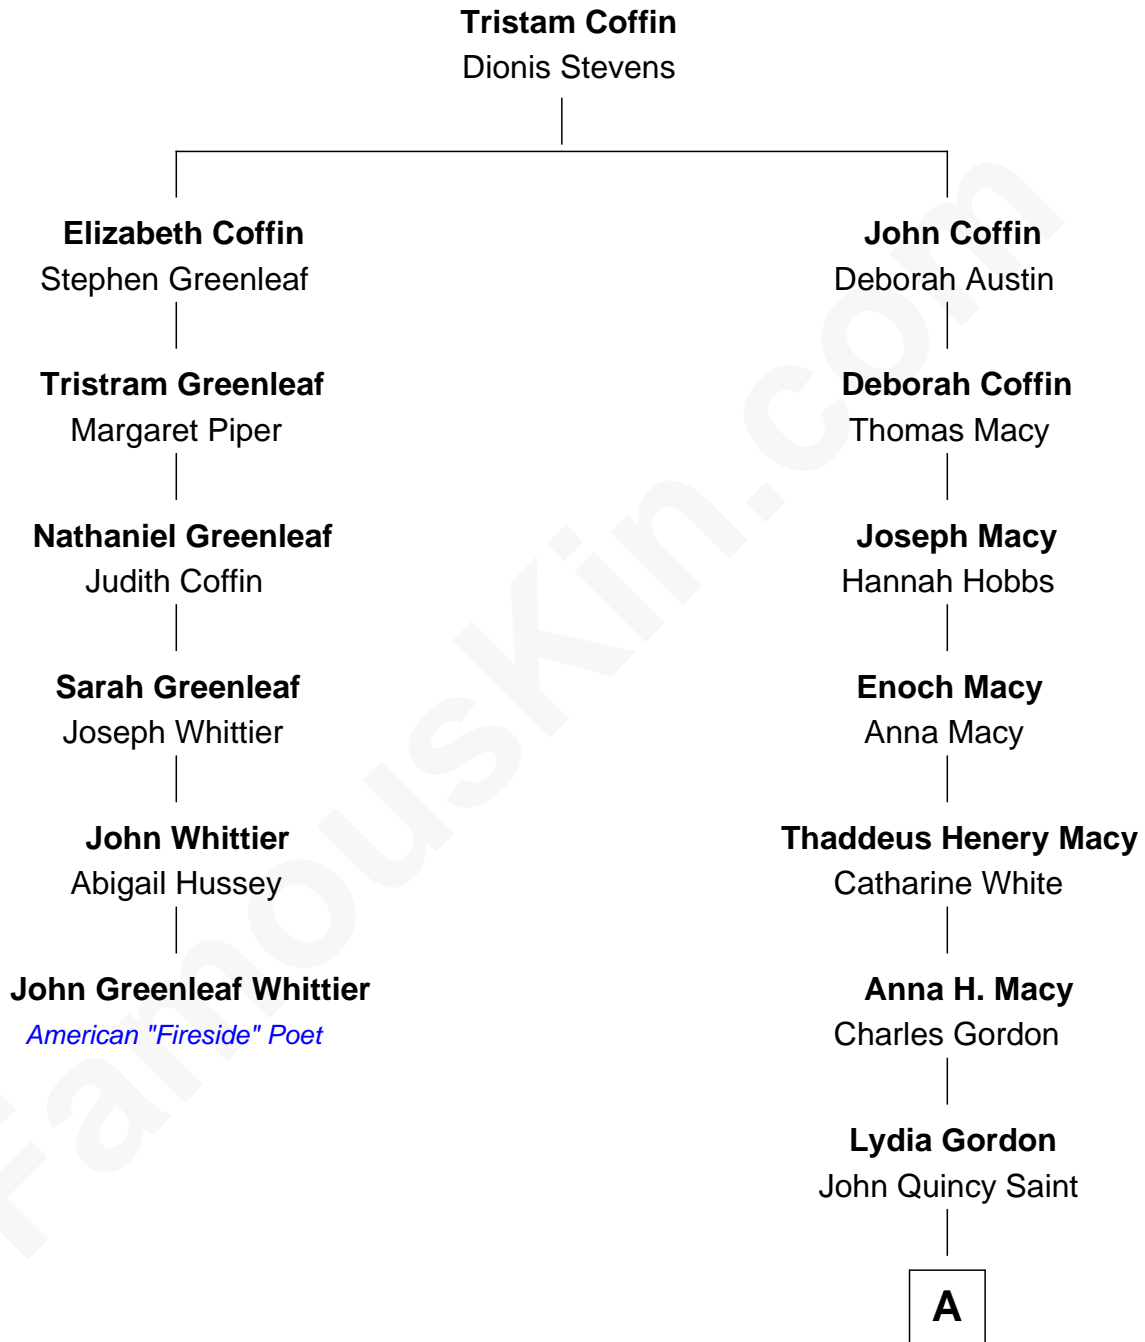 Tristam Coffin
Dionis Stevens
Elizabeth Coffin
Stephen Greenleaf
Tristram Greenleaf
Margaret Piper
Nathaniel Greenleaf
Judith Coffin
Sarah Greenleaf
Joseph Whittier
John Whittier
Abigail Hussey
John Greenleaf Whittier
American "Fireside" Poet
John Coffin
Deborah Austin
Deborah Coffin
Thomas Macy
Joseph Macy
Hannah Hobbs
Enoch Macy
Anna Macy
Thaddeus Henery Macy
Catharine White
Anna H. Macy
Charles Gordon
Lydia Gordon
John Quincy Saint
A
FamousKin.com